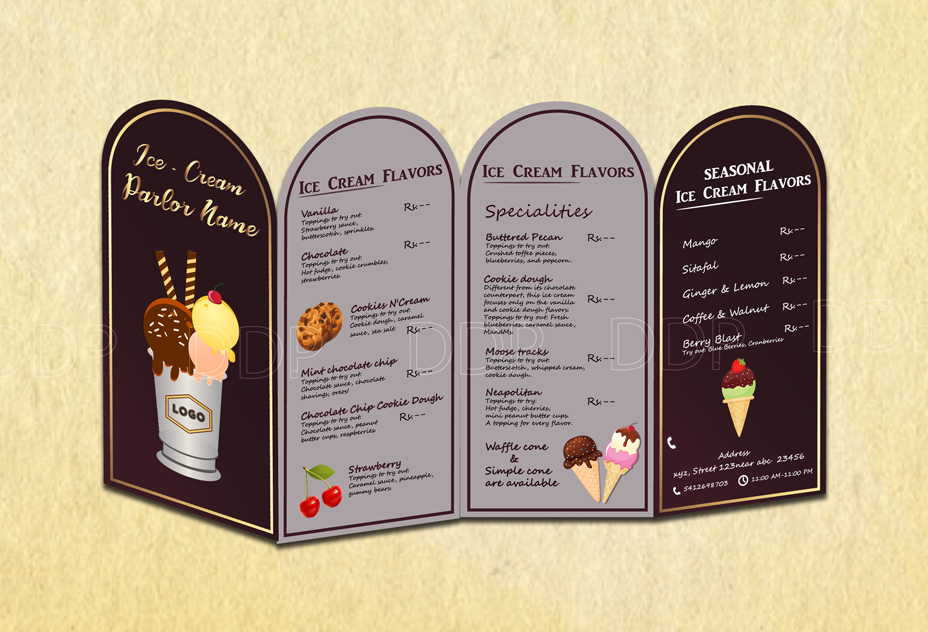 Ice - Cream
Parlor Name
LOGO
ICE CREAM FLAVORS
Vanilla
Rs:--
Toppings to try out:
Strawberry sauce,
butterscotch, sprinkles.
Chocolate
Rs:--
Toppings to try out:
Hot fudge, cookie crumbles,
strawberries.
Cookies N'Cream
Toppings to try out:
Cookie dough, caramel
sauce, sea salt.
Rs:--
Mint chocolate chip
Toppings to try out:
Chocolate sauce, chocolate
shavings, oreos!
Rs:--
Chocolate Chip Cookie Dough
Toppings to try out:
Chocolate sauce, peanut
butter cups, raspberries.
Rs:--
Strawberry
Toppings to try out:
Caramel sauce, pineapple,
gummy bears.
ICE CREAM FLAVORS
Specialities
Buttered Pecan
Rs:--
Toppings to try out:
Crushed toffee pieces,
blueberries, and popcorn.
Cookie dough
Different from its chocolate
counterpart, this ice cream
focuses only on the vanilla
and cookie dough flavors.
Toppings to try out: Fresh
blueberries, caramel sauce,
MandMs.
Rs:--
Moose tracks
Toppings to try out:
Butterscotch, whipped cream,
cookie dough.
Rs:--
Neapolitan
Toppings to try:
Hot fudge, cherries,
mini peanut butter cups.
A topping for every flavor.
Rs:--
Waffle cone
&
Simple cone
are available
SEASONAL
ICE CREAM FLAVORS
Mango Rs:--
Sitafal Rs:--
Ginger & Lemon Rs:--
Coffee & Walnut Rs:--
Berry Blast Rs:--
Try out: Blue Berries, Cranberries
Address
xyz, Street 123near abc 23456
5412698703 11:00 AM-11:00 PM
DDP DDP DDP